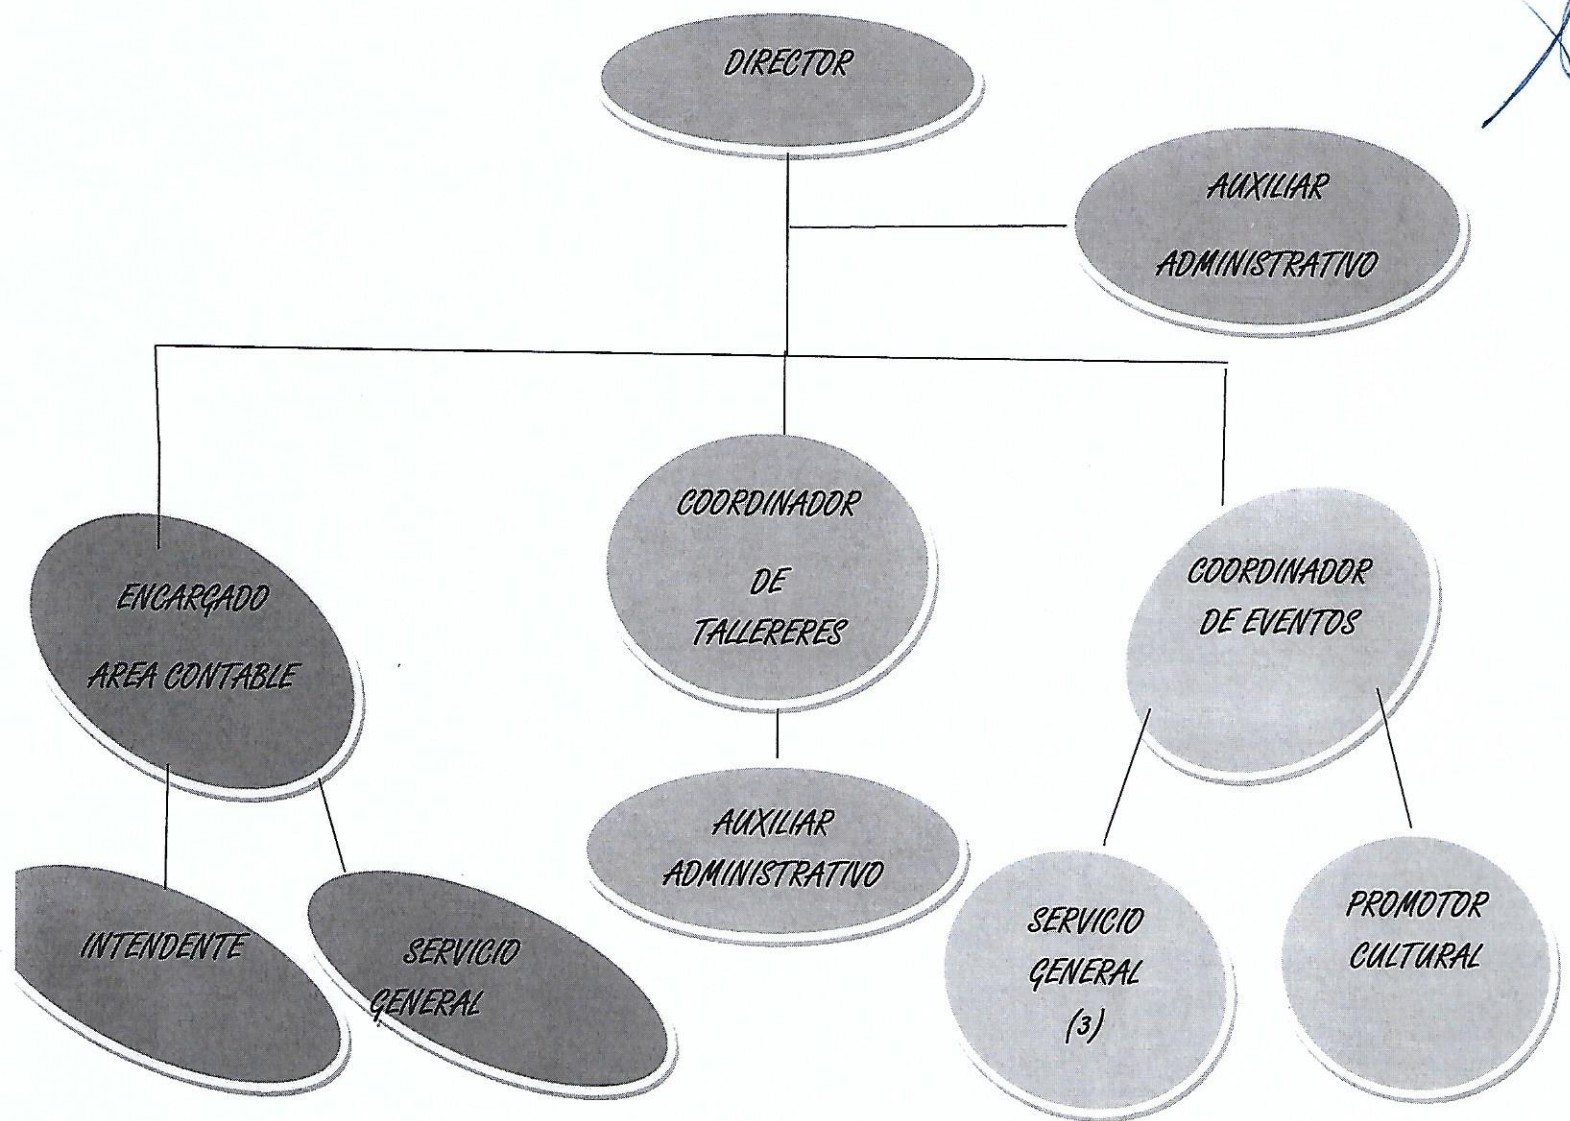 DIRECTOR
AUXILIAR
ADMINISTRATIVO
COORDINADOR
DE
TALLERERES
COORDINADOR
DE EVENTOS
ENCARGADO
AREA CONTABLE
AUXILIAR
ADMINISTRATIVO
INTENDENTE
SERVICIO
GENERAL
SERVICIO
GENERAL
(3)
PROMOTOR
CULTURAL